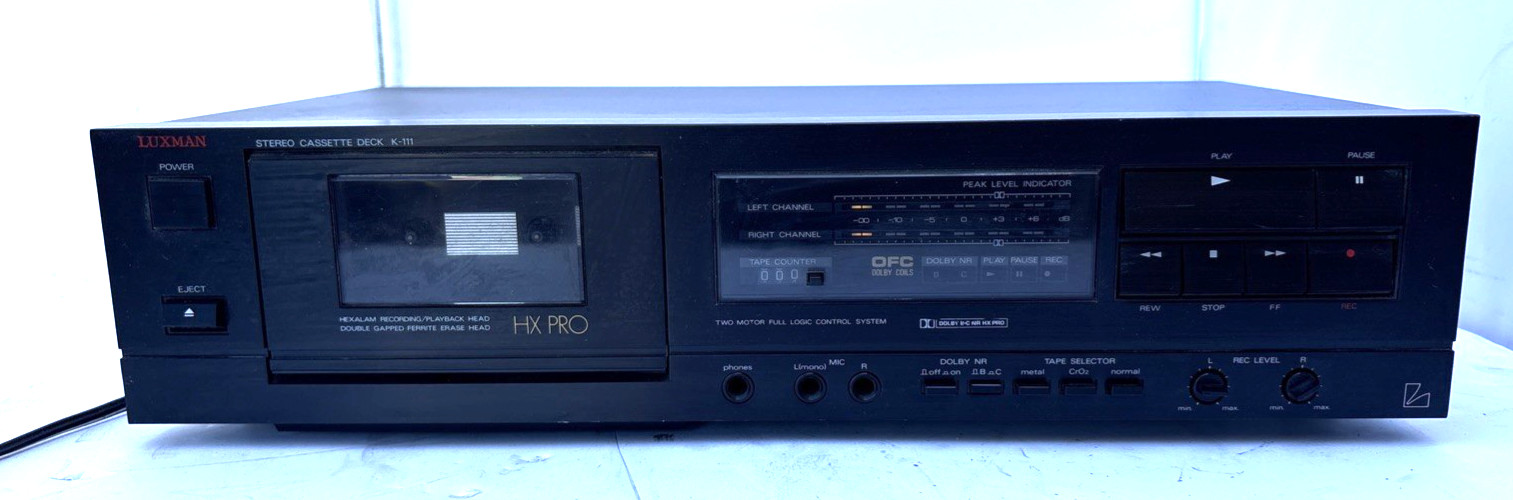 LUXMAN
STEREO CASSETTE DECK K-111
POWER
EJECT
HEXALAM RECORDING/PLAYBACK HEAD
DOUBLE GAPPED FERRITE ERASE HEAD
HX PRO
PEAK LEVEL INDICATOR
LEFT CHANNEL
-∞ -10 -5 0 +3 +6 dB
RIGHT CHANNEL
TAPE COUNTER
000
OFC
DOLBY COILS
DOLBY NR PLAY PAUSE REC
TWO MOTOR FULL LOGIC CONTROL SYSTEM
DOLBY B-C NR HX PRO
PLAY PAUSE
REW STOP F.F. REC
phones
L(mono) MIC R
DOLBY NR
off on B C
TAPE SELECTOR
metal CrO₂ normal
L REC LEVEL R
min. max. min. max.